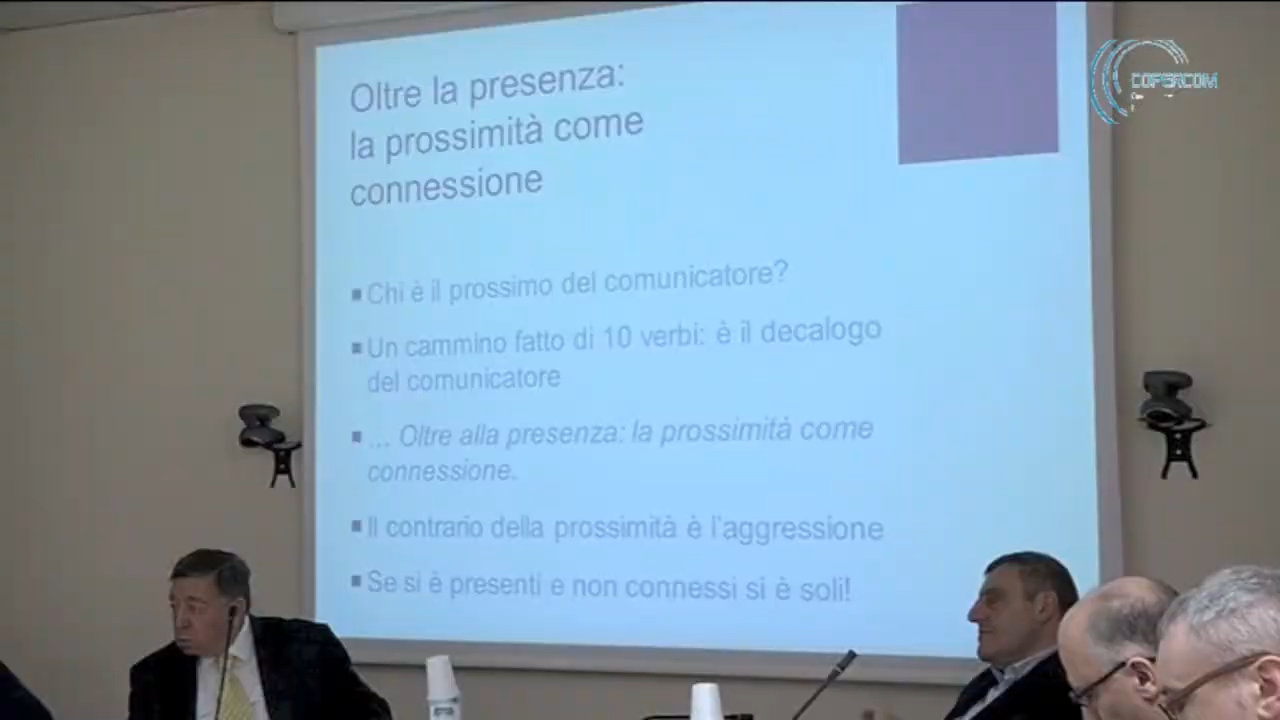 Oltre la presenza:
la prossimità come
connessione
COPERCOM
Chi è il prossimo del comunicatore?
Un cammino fatto di 10 verbi: è il decalogo
del comunicatore
... Oltre alla presenza: la prossimità come
connessione.
Il contrario della prossimità è l'aggressione
Se si è presenti e non connessi si è soli!